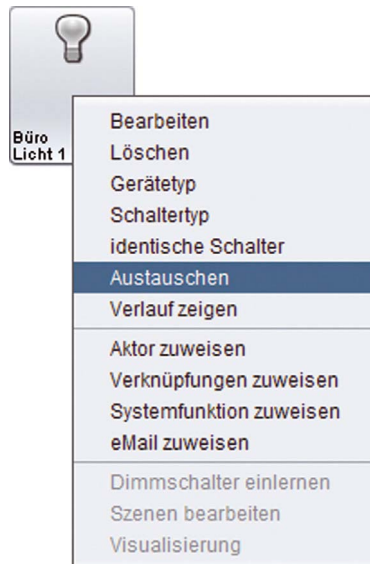 Büro
Licht 1
Bearbeiten
Löschen
Gerätetyp
Schaltertyp
identische Schalter
Austauschen
Verlauf zeigen
Aktor zuweisen
Verknüpfungen zuweisen
Systemfunktion zuweisen
eMail zuweisen
Dimmschalter einlernen
Szenen bearbeiten
Visualisierung